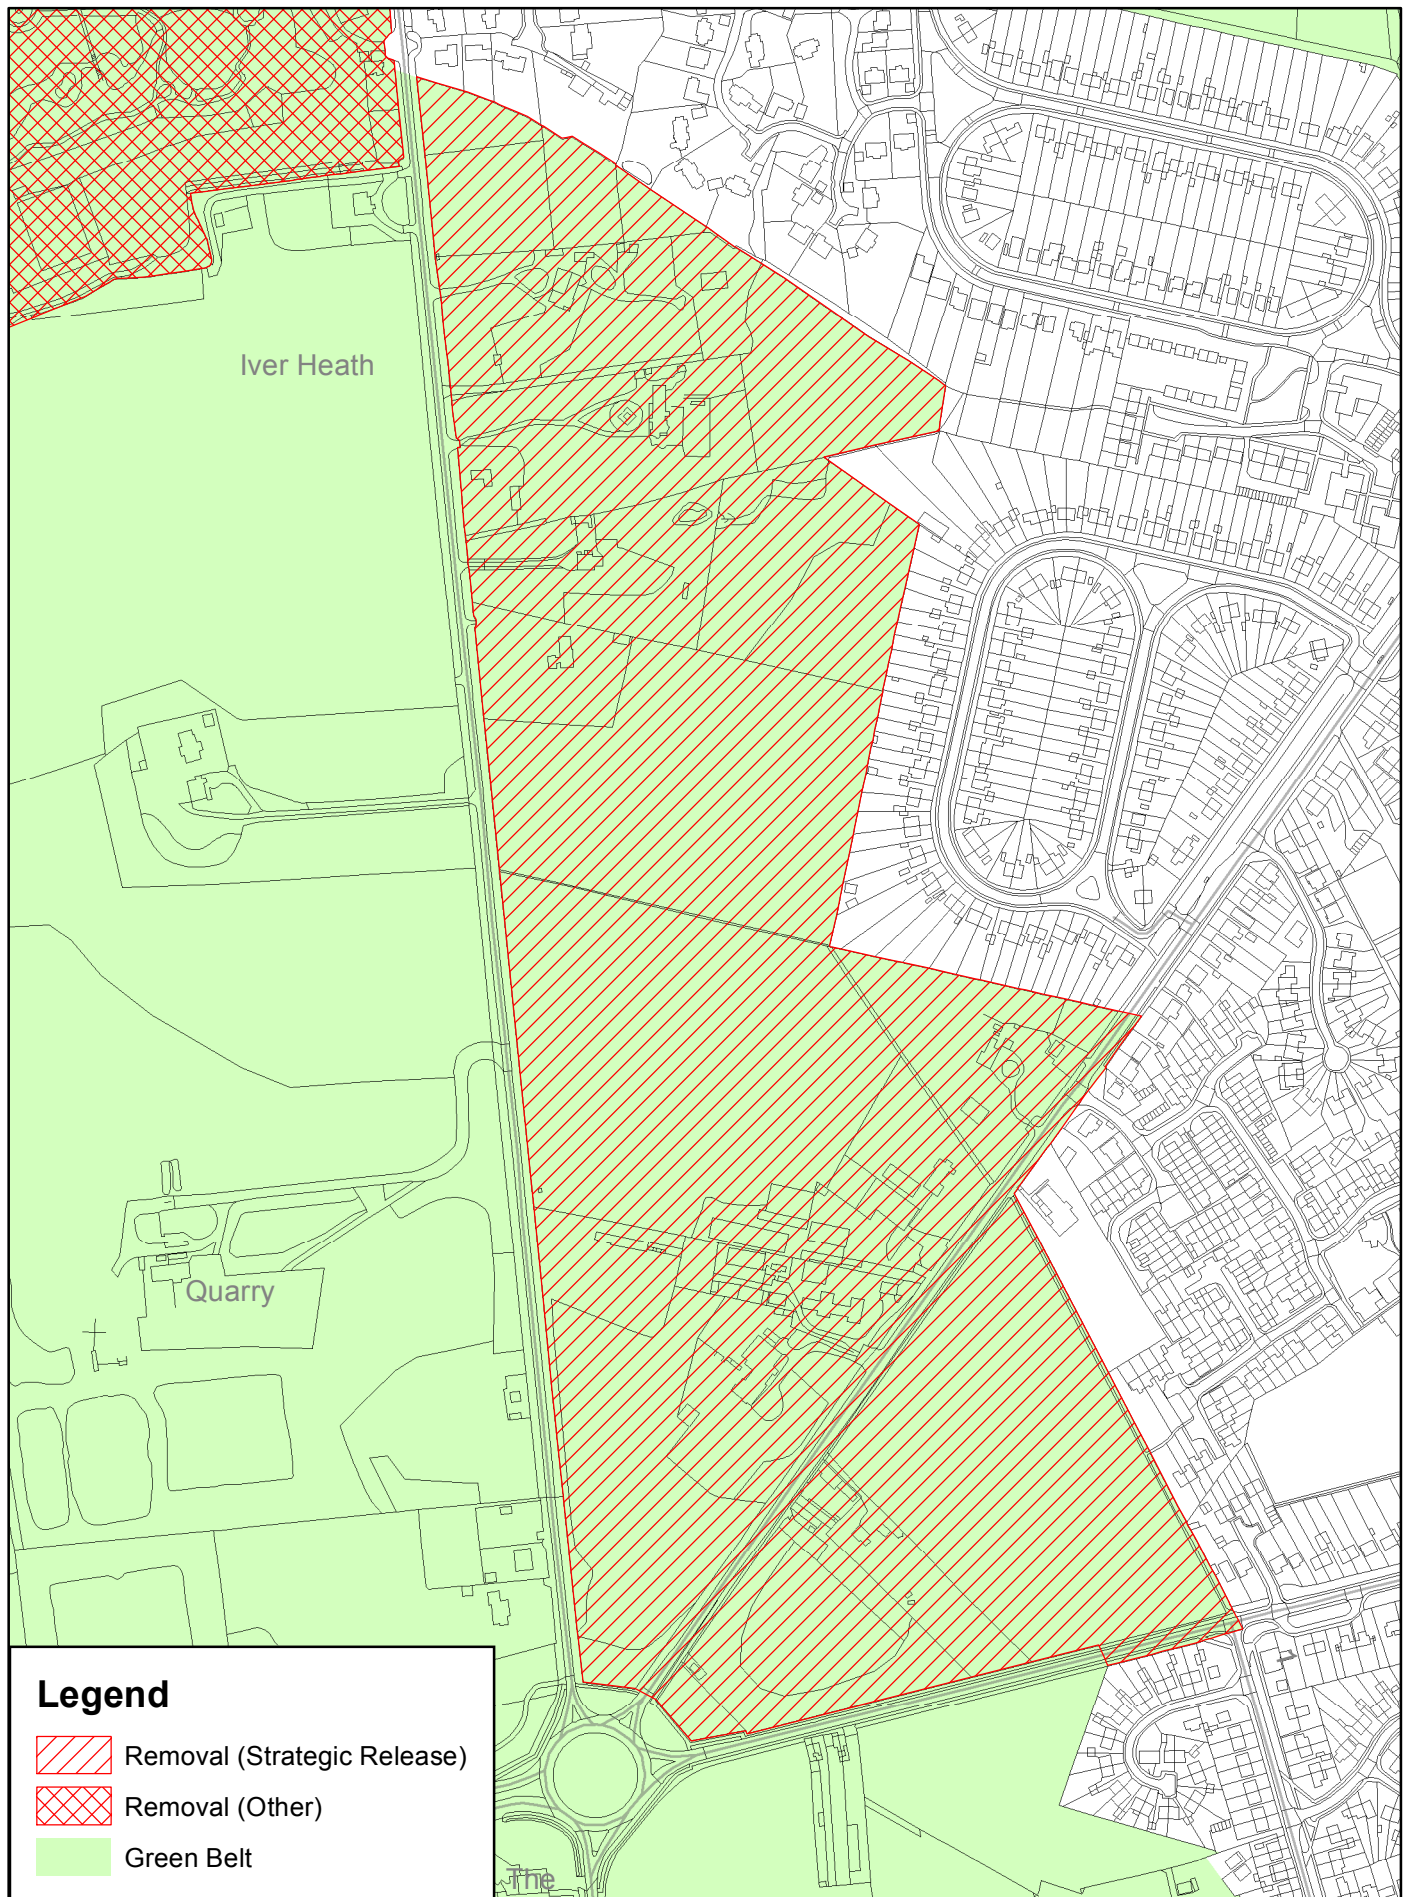 Iver Heath
Quarry
Legend
Removal (Strategic Release)
Removal (Other)
Green Belt
The